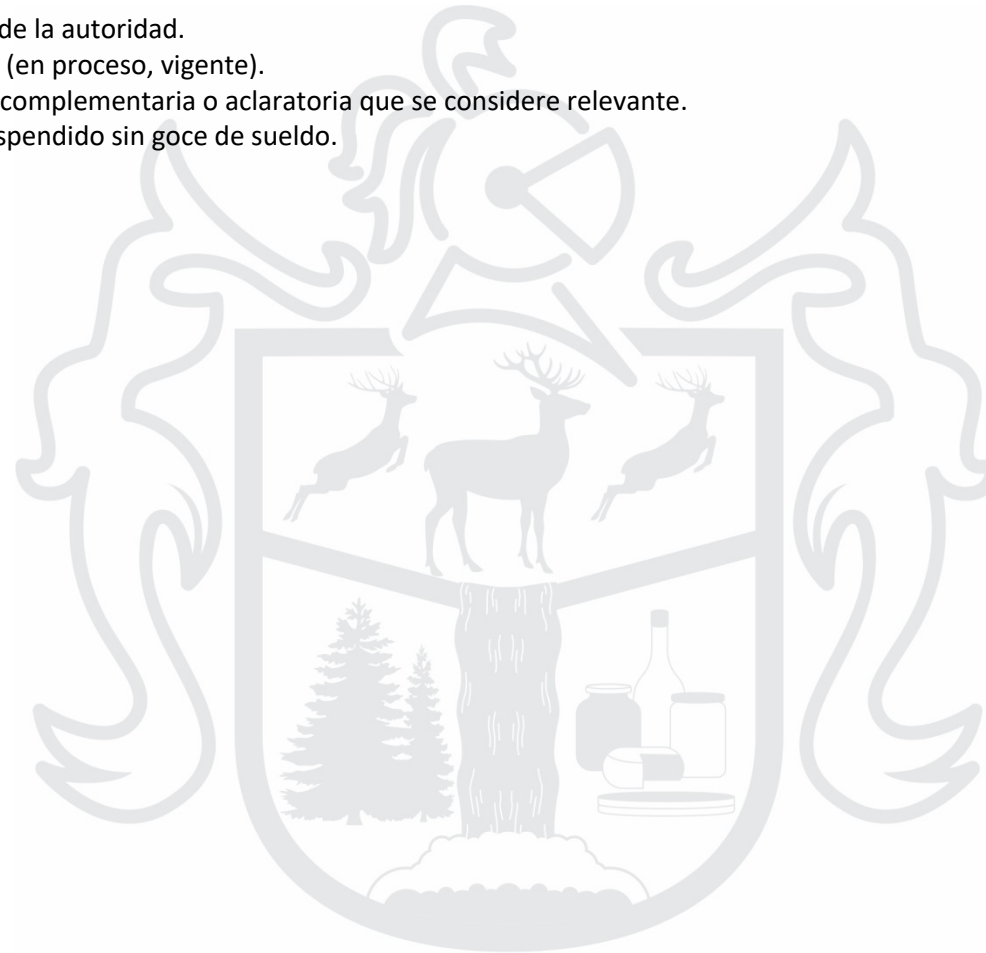 de la autoridad.
(en proceso, vigente).
complementaria o aclaratoria que se considere relevante.
spendido sin goce de sueldo.